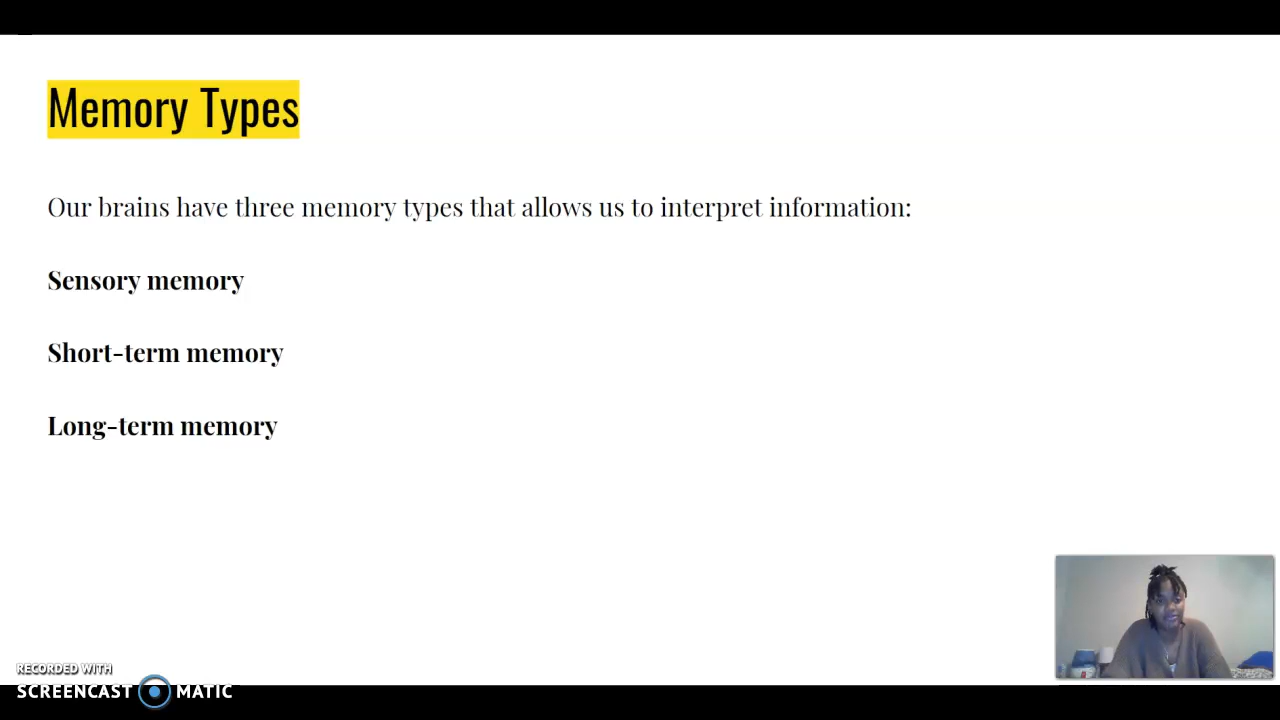 Memory Types
Our brains have three memory types that allows us to interpret information:
Sensory memory
Short-term memory
Long-term memory
RECORDED WITH
SCREENCAST MATIC